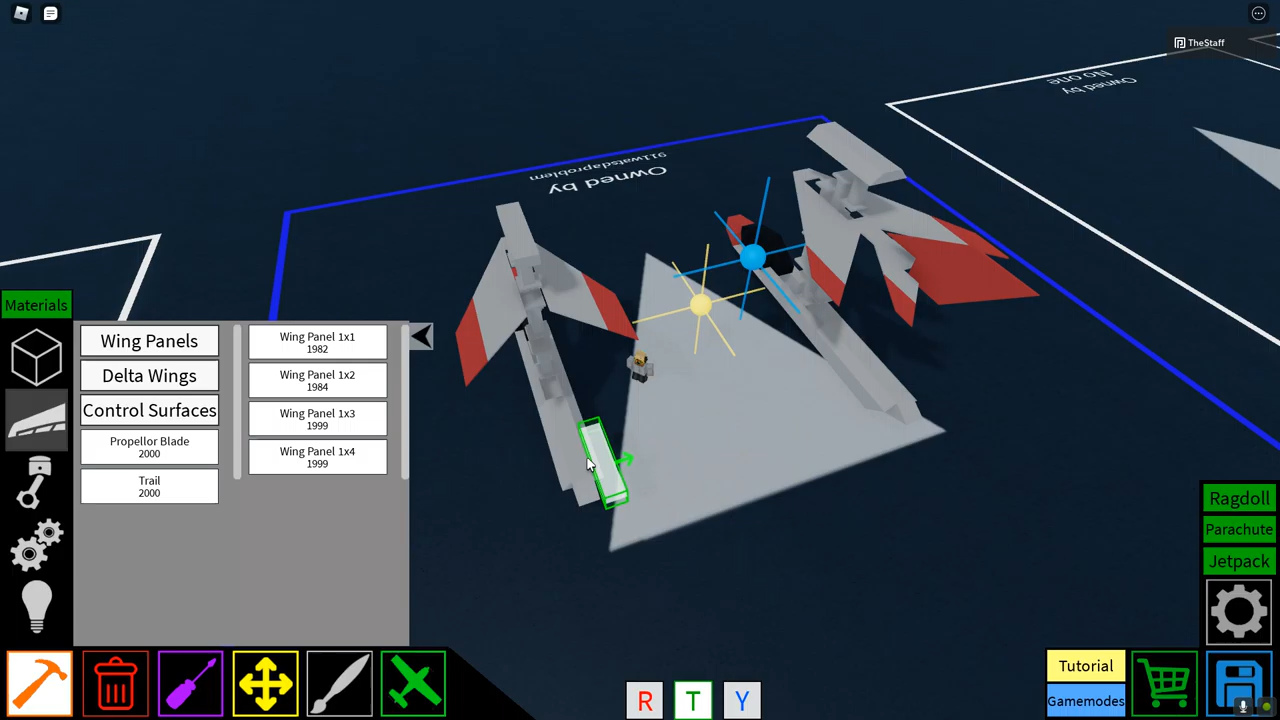 TheStaff
Owned by
No one
Owned by
911watsdaproblem
Materials
Wing Panels
Delta Wings
Control Surfaces
Propellor Blade
2000
Trail
2000
Wing Panel 1x1
1982
Wing Panel 1x2
1984
Wing Panel 1x3
1999
Wing Panel 1x4
1999
Ragdoll
Parachute
Jetpack
Tutorial
Gamemodes
R
T
Y